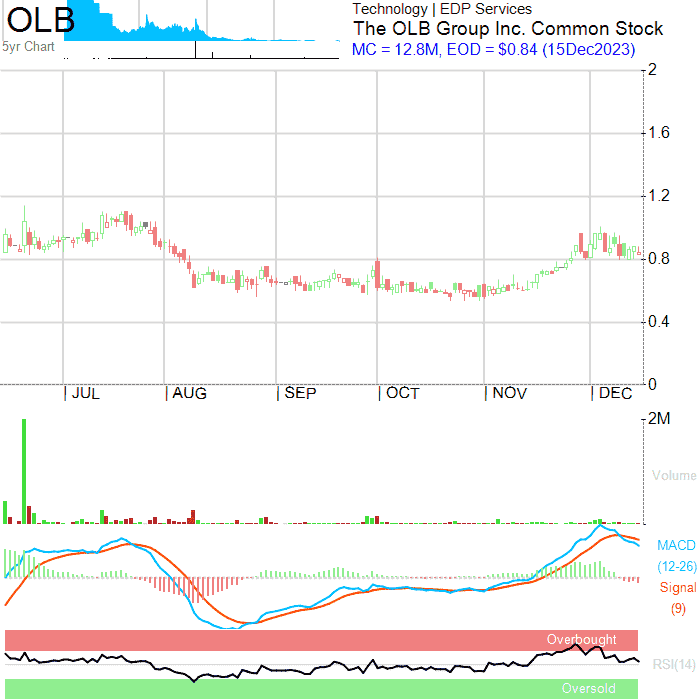 OLB
5yr Chart
Technology | EDP Services
The OLB Group Inc. Common Stock
MC = 12.8M, EOD = $0.84 (15Dec2023)
2
1.6
1.2
0.8
0.4
0
JUL AUG SEP OCT NOV DEC
2M
Volume
MACD
(12-26)
Signal
(9)
Overbought
RSI(14)
Oversold